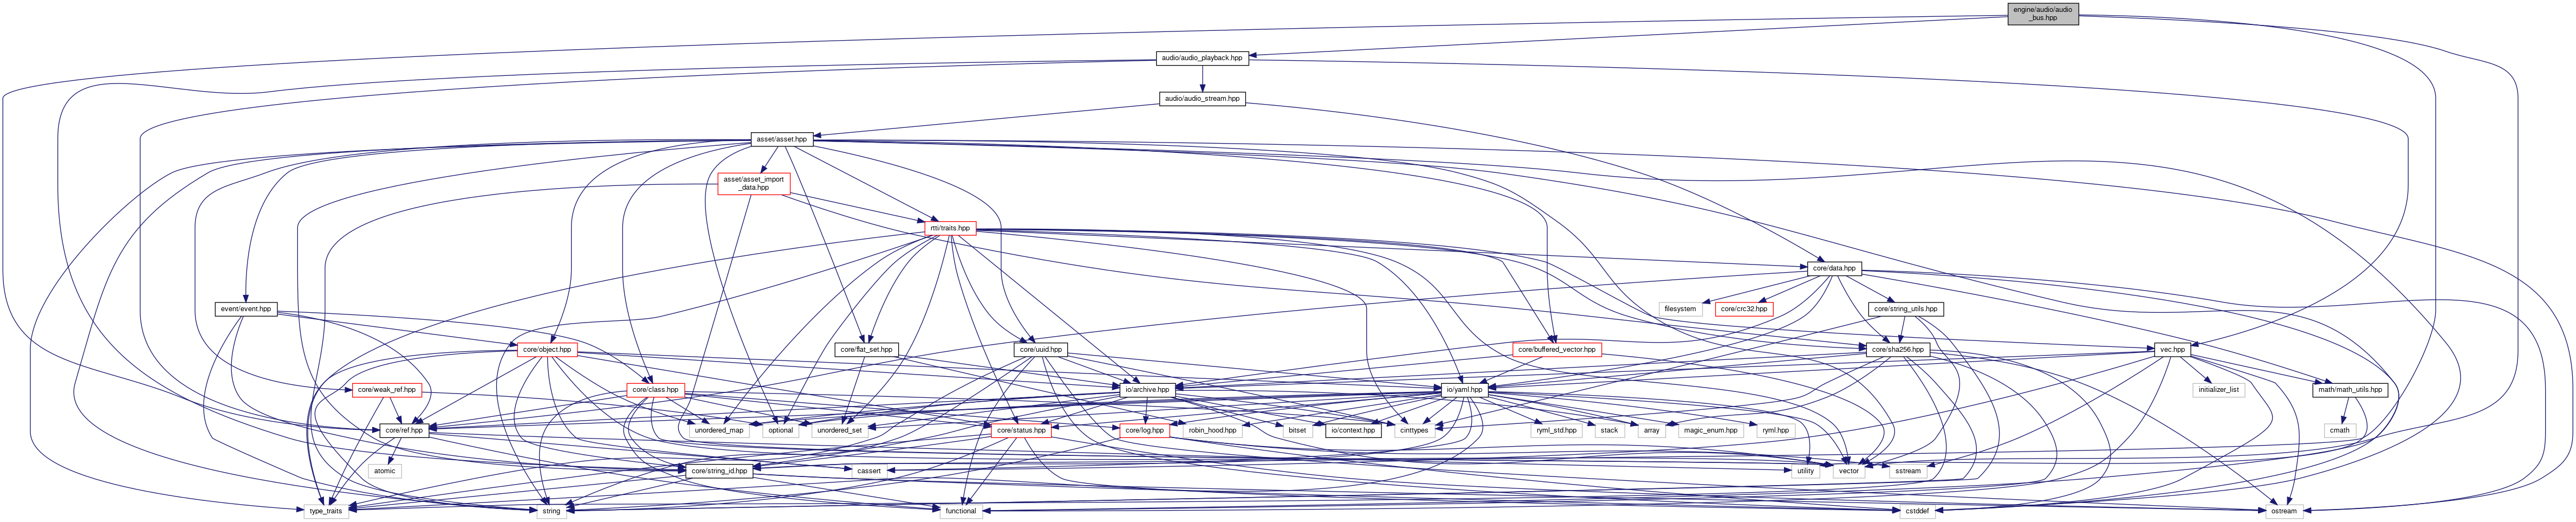 engine/audio/audio
_bus.hpp
audio/audio_playback.hpp
audio/audio_stream.hpp
asset/asset.hpp
asset/asset_import
_data.hpp
rtti/traits.hpp
core/data.hpp
event/event.hpp
filesystem
core/crc32.hpp
core/string_utils.hpp
core/object.hpp
core/flat_set.hpp
core/uuid.hpp
core/buffered_vector.hpp
core/sha256.hpp
vec.hpp
core/weak_ref.hpp
core/class.hpp
io/archive.hpp
io/yaml.hpp
initializer_list
math/math_utils.hpp
core/ref.hpp
unordered_map
optional
unordered_set
core/status.hpp
core/log.hpp
robin_hood.hpp
bitset
io/context.hpp
cinttypes
ryml_std.hpp
stack
array
magic_enum.hpp
ryml.hpp
cmath
atomic
core/string_id.hpp
cassert
utility
vector
sstream
type_traits
string
functional
cstddef
ostream